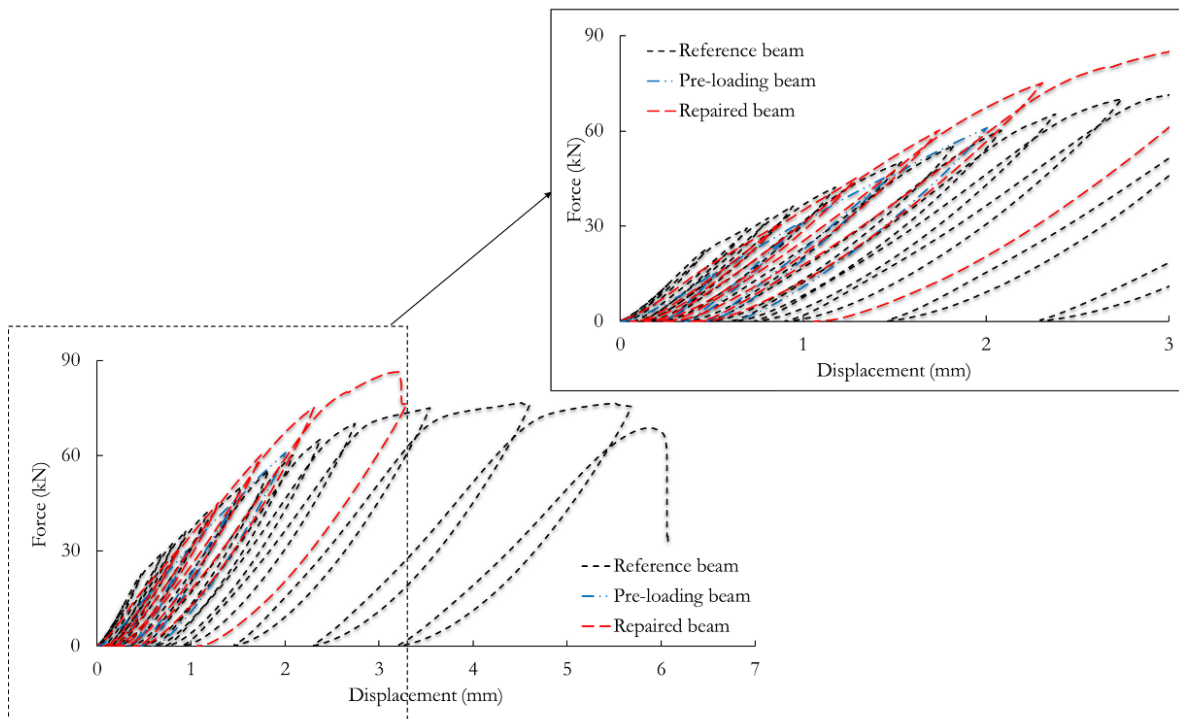 90
60
30
0
Force (kN)
Reference beam
Pre-loading beam
Repaired beam
0 1 2 3
Displacement (mm)
90
60
30
0
Force (kN)
Reference beam
Pre-loading beam
Repaired beam
0 1 2 3 4 5 6 7
Displacement (mm)